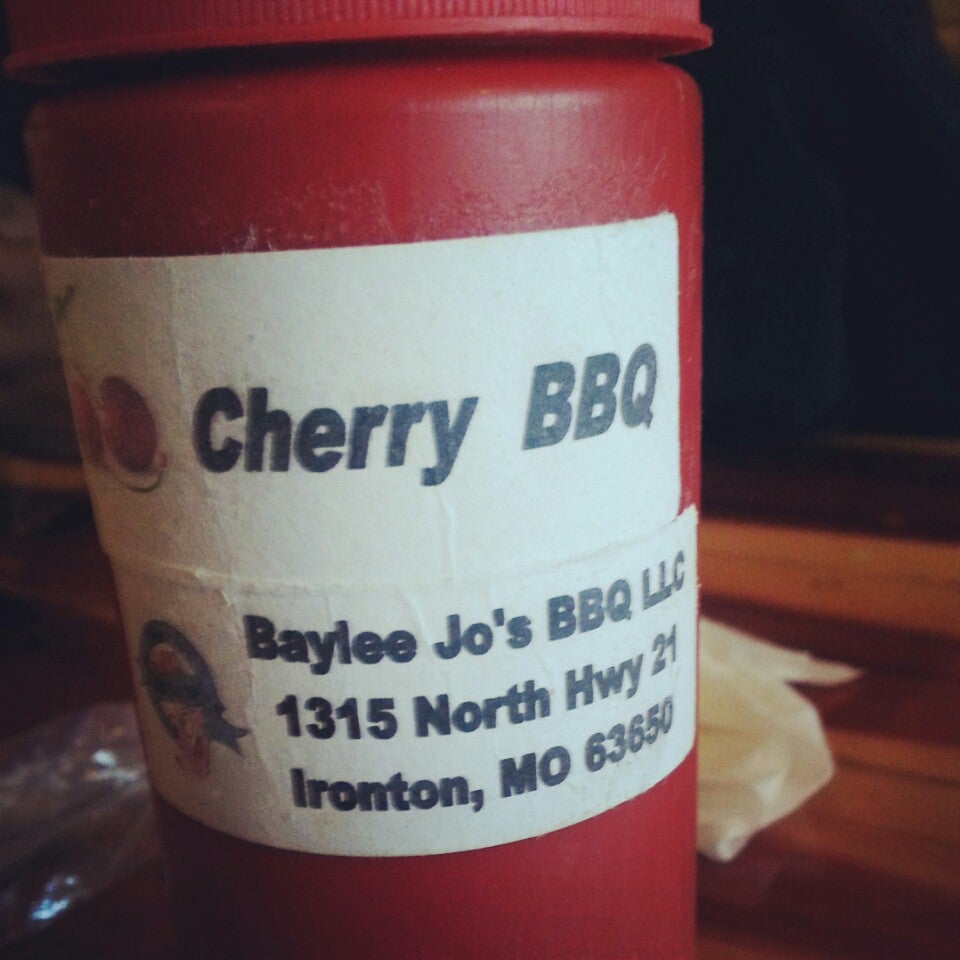 Cherry BBQ
Baylee Jo's BBQ LLC
1315 North Hwy 21
Ironton, MO 63650